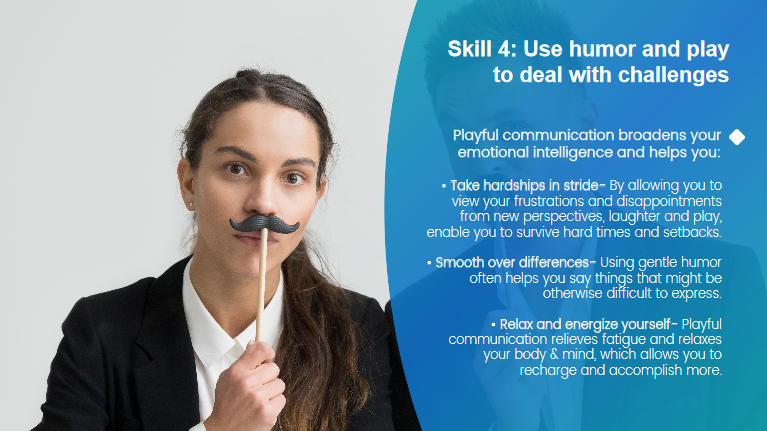 Skill 4: Use humor and play
to deal with challenges
Playful communication broadens your
emotional intelligence and helps you:
• Take hardships in stride- By allowing you to
view your frustrations and disappointments
from new perspectives, laughter and play,
enable you to survive hard times and setbacks.
• Smooth over differences- Using gentle humor
often helps you say things that might be
otherwise difficult to express.
• Relax and energize yourself- Playful
communication relieves fatigue and relaxes
your body & mind, which allows you to
recharge and accomplish more.